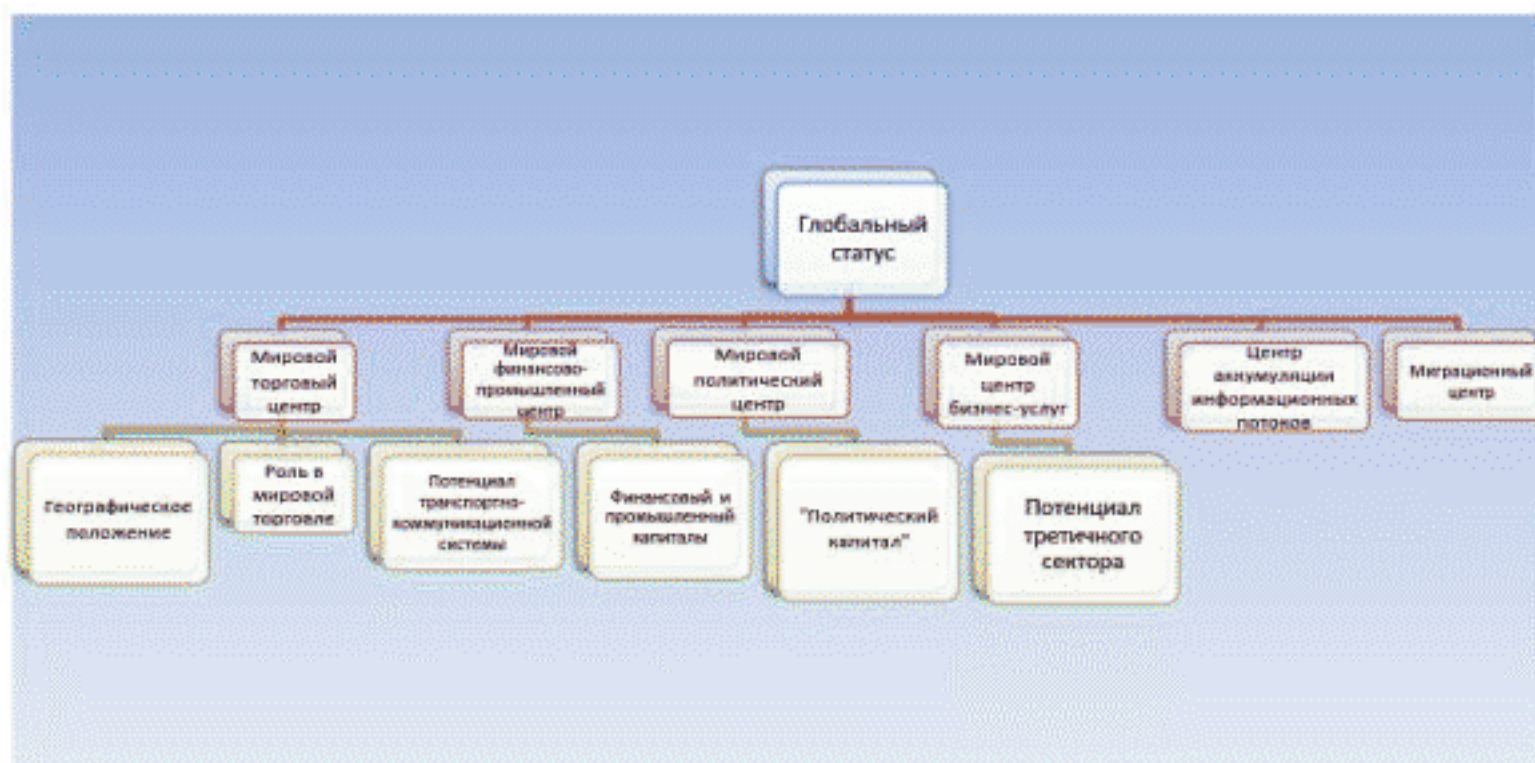 Глобальный
статус
Мировой
торговый
центр
Мировой
финансово-
промышленный
центр
Мировой
политический
центр
Мировой
центр
бизнес-услуг
Центр
аккумуляции
информационных
потоков
Миграционный
центр
Географическое
положение
Роль в
мировой
торговле
Потенциал
транспортно-
коммуникационной
системы
Финансовый и
промышленный
капиталы
"Политический
капитал"
Потенциал
третичного
сектора